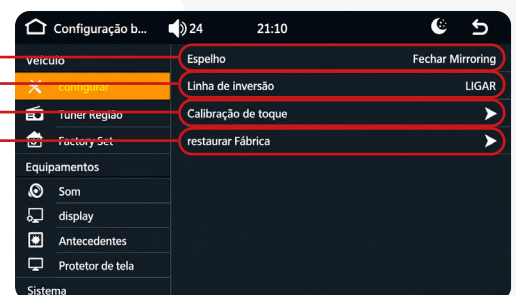 Configuração b... 24 21:10
Veículo
configurar
Tuner Região
Factory Set
Equipamentos
Som
display
Antecedentes
Protetor de tela
Sistema
Espelho Fechar Mirroring
Linha de inversão LIGAR
Calibração de toque
restaurar Fábrica